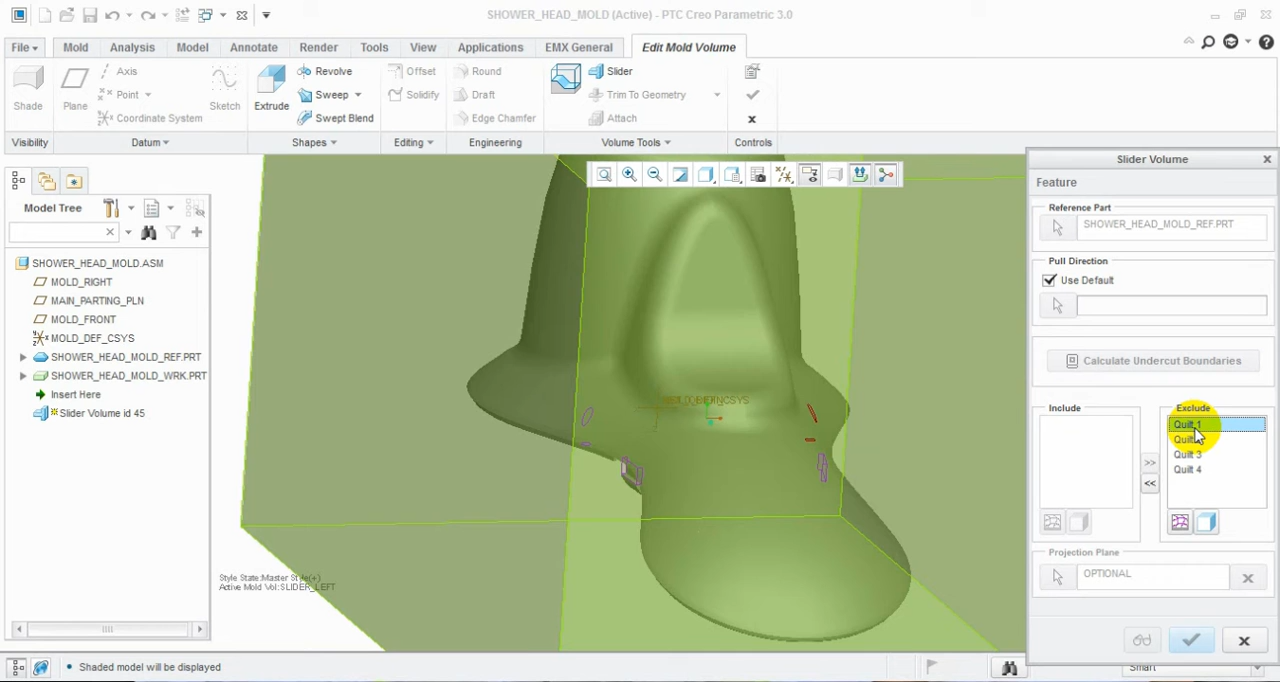 SHOWER_HEAD_MOLD (Active) - PTC Creo Parametric 3.0
File Mold Analysis Model Annotate Render Tools View Applications EMX General Edit Mold Volume
Shade
Plane
Axis
Point
Coordinate System
Sketch
Extrude
Revolve
Sweep
Swept Blend
Offset
Solidify
Round
Draft
Edge Chamfer
Slider
Trim To Geometry
Attach
Visibility Datum Shapes Editing Engineering Volume Tools Controls
Model Tree
SHOWER_HEAD_MOLD.ASM
MOLD_RIGHT
MAIN_PARTING_PLN
MOLD_FRONT
MOLD_DEF_CSYS
SHOWER_HEAD_MOLD_REF.PRT
SHOWER_HEAD_MOLD_WRK.PRT
Insert Here
Slider Volume id 45
Style State:Master Style(+)
Active Mold Vol:SLIDER_LEFT
Slider Volume
Feature
Reference Part
SHOWER_HEAD_MOLD_REF.PRT
Pull Direction
Use Default
Calculate Undercut Boundaries
Include
Exclude
Quilt 1
Quilt
Quilt 3
Quilt 4
>>
<<
Projection Plane
OPTIONAL
Shaded model will be displayed
Smart